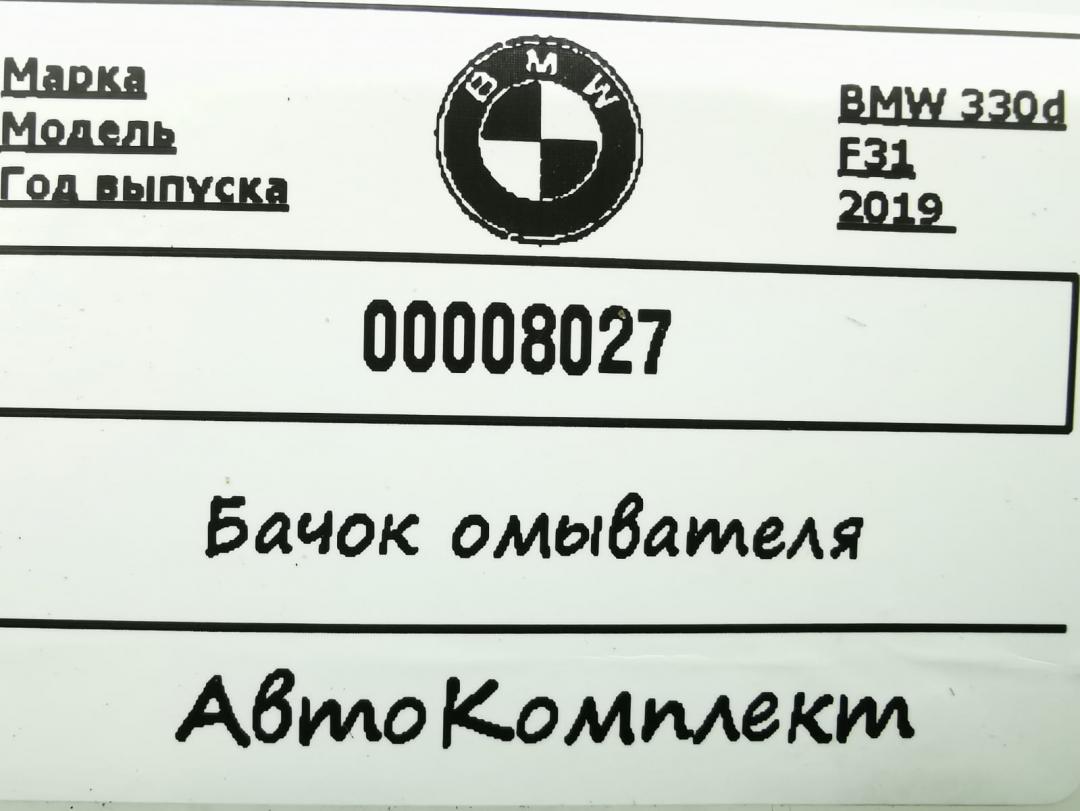 Марка
Модель
Год выпуска
BMW
BMW 330d
F31
2019
00008027
Бачок омывателя
АвтоКомплект